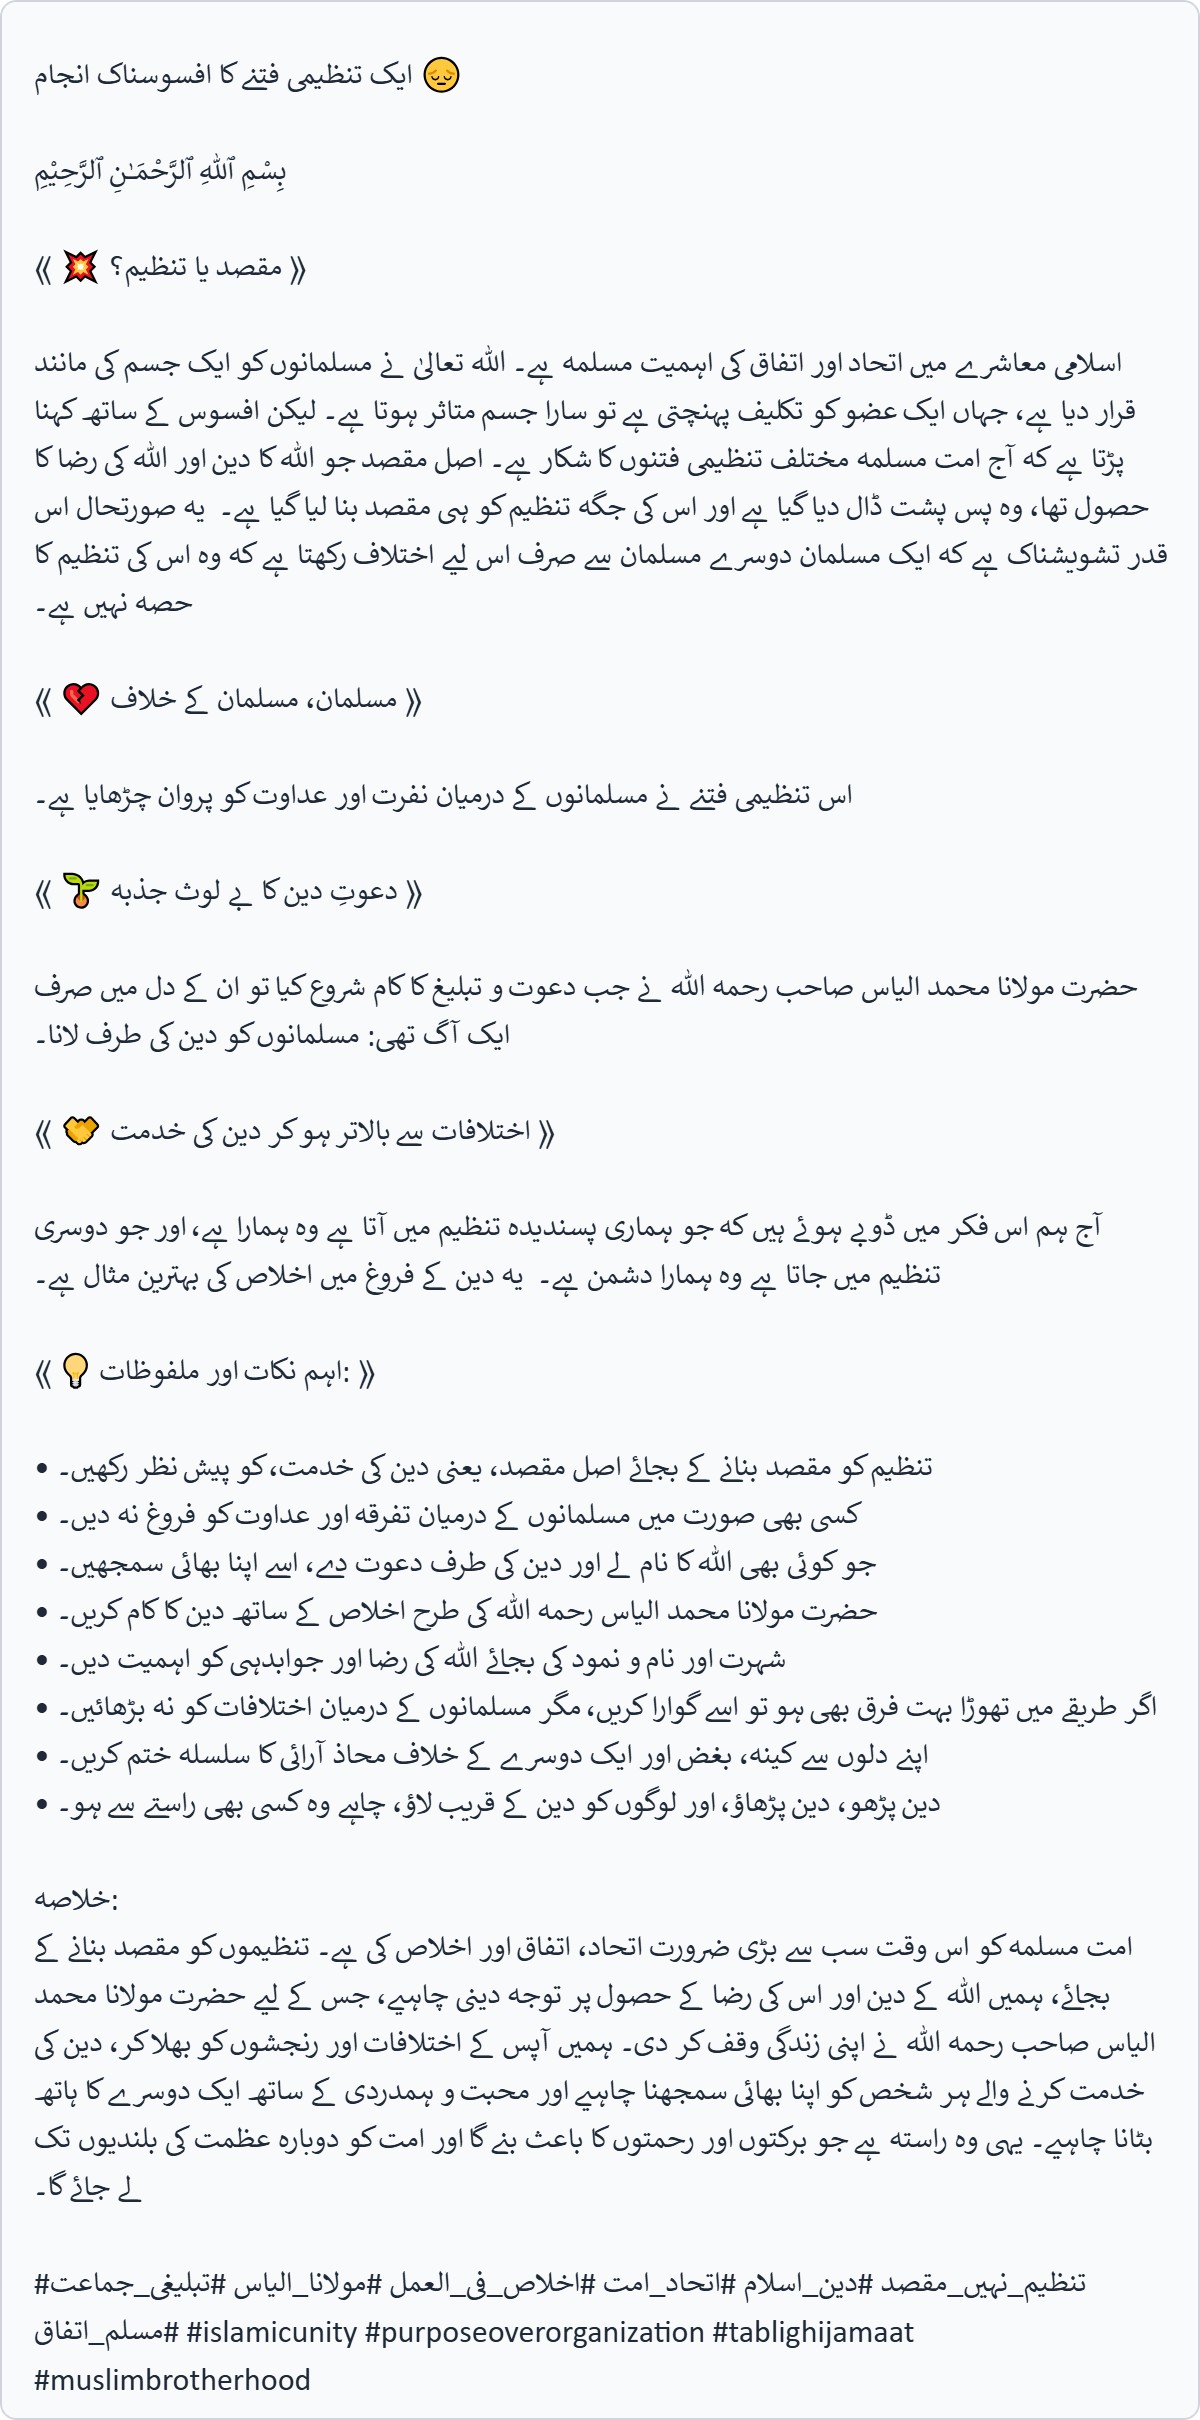 ایک تنظیمی فتنے کا افسوسناک انجام 😔
بِسْمِ ٱللّٰهِ ٱلرَّحْمَـٰنِ ٱلرَّحِيْمِ
⟪ 💥 مقصد یا تنظیم؟ ⟫
اسلامی معاشرے میں اتحاد اور اتفاق کی اہمیت مسلمہ ہے۔ اللہ تعالیٰ نے مسلمانوں کو ایک جسم کی مانند
قرار دیا ہے، جہاں ایک عضو کو تکلیف پہنچتی ہے تو سارا جسم متاثر ہوتا ہے۔ لیکن افسوس کے ساتھ کہنا
پڑتا ہے کہ آج امت مسلمہ مختلف تنظیمی فتنوں کا شکار ہے۔ اصل مقصد جو اللہ کا دین اور اللہ کی رضا کا
حصول تھا، وہ پس پشت ڈال دیا گیا ہے اور اس کی جگہ تنظیم کو ہی مقصد بنا لیا گیا ہے۔ یہ صورتحال اس
قدر تشویشناک ہے کہ ایک مسلمان دوسرے مسلمان سے صرف اس لیے اختلاف رکھتا ہے کہ وہ اس کی تنظیم کا
حصہ نہیں ہے۔
⟪ 💔 مسلمان، مسلمان کے خلاف ⟫
اس تنظیمی فتنے نے مسلمانوں کے درمیان نفرت اور عداوت کو پروان چڑھایا ہے۔
⟪ 🌱 دعوتِ دین کا بے لوث جذبہ ⟫
حضرت مولانا محمد الیاس صاحب رحمہ اللہ نے جب دعوت و تبلیغ کا کام شروع کیا تو ان کے دل میں صرف
ایک آگ تھی: مسلمانوں کو دین کی طرف لانا۔
⟪ 🤝 اختلافات سے بالاتر ہو کر دین کی خدمت ⟫
آج ہم اس فکر میں ڈوبے ہوئے ہیں کہ جو ہماری پسندیدہ تنظیم میں آتا ہے وہ ہمارا ہے، اور جو دوسری
تنظیم میں جاتا ہے وہ ہمارا دشمن ہے۔ یہ دین کے فروغ میں اخلاص کی بہترین مثال ہے۔
⟪ 💡 اہم نکات اور ملفوظات: ⟫
• تنظیم کو مقصد بنانے کے بجائے اصل مقصد، یعنی دین کی خدمت، کو پیش نظر رکھیں۔
• کسی بھی صورت میں مسلمانوں کے درمیان تفرقہ اور عداوت کو فروغ نہ دیں۔
• جو کوئی بھی اللہ کا نام لے اور دین کی طرف دعوت دے، اسے اپنا بھائی سمجھیں۔
• حضرت مولانا محمد الیاس رحمہ اللہ کی طرح اخلاص کے ساتھ دین کا کام کریں۔
• شہرت اور نام و نمود کی بجائے اللہ کی رضا اور جوابدہی کو اہمیت دیں۔
• اگر طریقے میں تھوڑا بہت فرق بھی ہو تو اسے گوارا کریں، مگر مسلمانوں کے درمیان اختلافات کو نہ بڑھائیں۔
• اپنے دلوں سے کینہ، بغض اور ایک دوسرے کے خلاف محاذ آرائی کا سلسلہ ختم کریں۔
• دین پڑھو، دین پڑھاؤ، اور لوگوں کو دین کے قریب لاؤ، چاہے وہ کسی بھی راستے سے ہو۔
خلاصہ:
امت مسلمہ کو اس وقت سب سے بڑی ضرورت اتحاد، اتفاق اور اخلاص کی ہے۔ تنظیموں کو مقصد بنانے کے
بجائے، ہمیں اللہ کے دین اور اس کی رضا کے حصول پر توجہ دینی چاہیے، جس کے لیے حضرت مولانا محمد
الیاس صاحب رحمہ اللہ نے اپنی زندگی وقف کر دی۔ ہمیں آپس کے اختلافات اور رنجشوں کو بھلا کر، دین کی
خدمت کرنے والے ہر شخص کو اپنا بھائی سمجھنا چاہیے اور محبت و ہمدردی کے ساتھ ایک دوسرے کا ہاتھ
بٹانا چاہیے۔ یہی وہ راستہ ہے جو برکتوں اور رحمتوں کا باعث بنے گا اور امت کو دوبارہ عظمت کی بلندیوں تک
لے جائے گا۔
#تنظیم_نہیں_مقصد #دین_اسلام #اتحاد_امت #اخلاص_فی_العمل #مولانا_الیاس #تبلیغی_جماعت
#مسلم_اتفاق #islamicunity #purposeoverorganization #tablighijamaat
#muslimbrotherhood